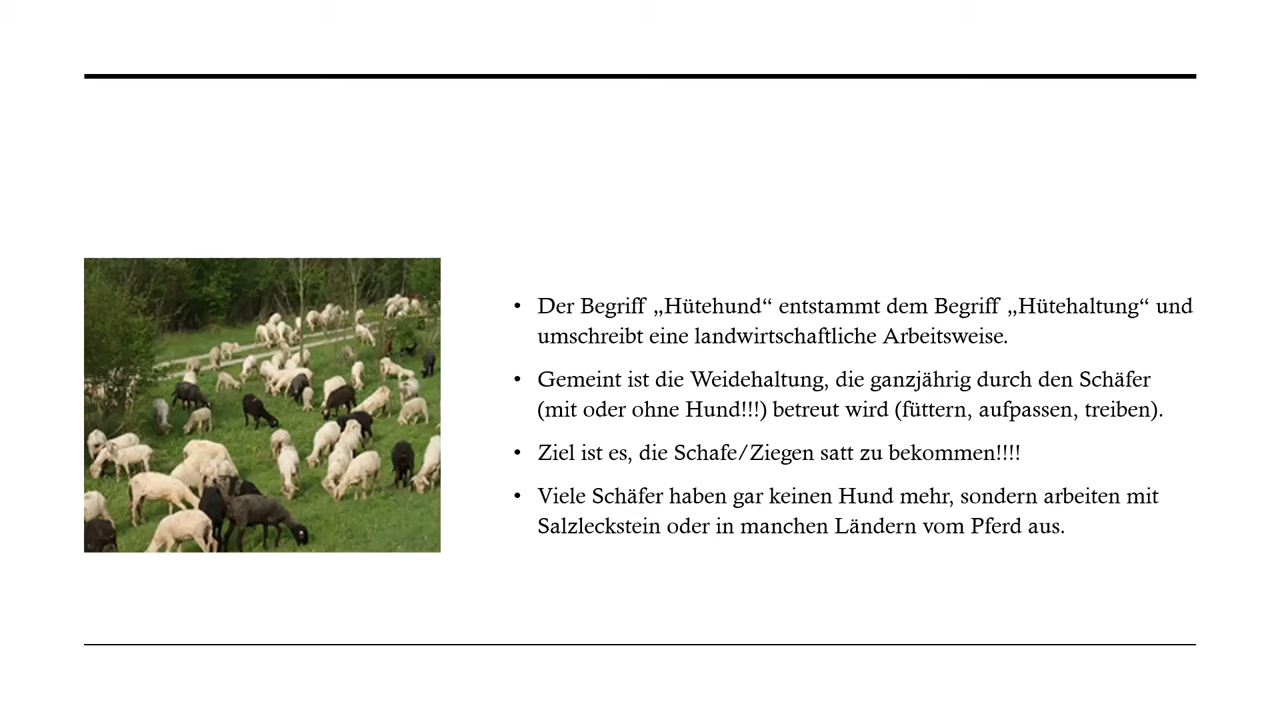 • Der Begriff „Hütehund“ entstammt dem Begriff „Hütehaltung“ und
umschreibt eine landwirtschaftliche Arbeitsweise.
• Gemeint ist die Weidehaltung, die ganzjährig durch den Schäfer
(mit oder ohne Hund!!!) betreut wird (füttern, aufpassen, treiben).
• Ziel ist es, die Schafe/Ziegen satt zu bekommen!!!!
• Viele Schäfer haben gar keinen Hund mehr, sondern arbeiten mit
Salzleckstein oder in manchen Ländern vom Pferd aus.